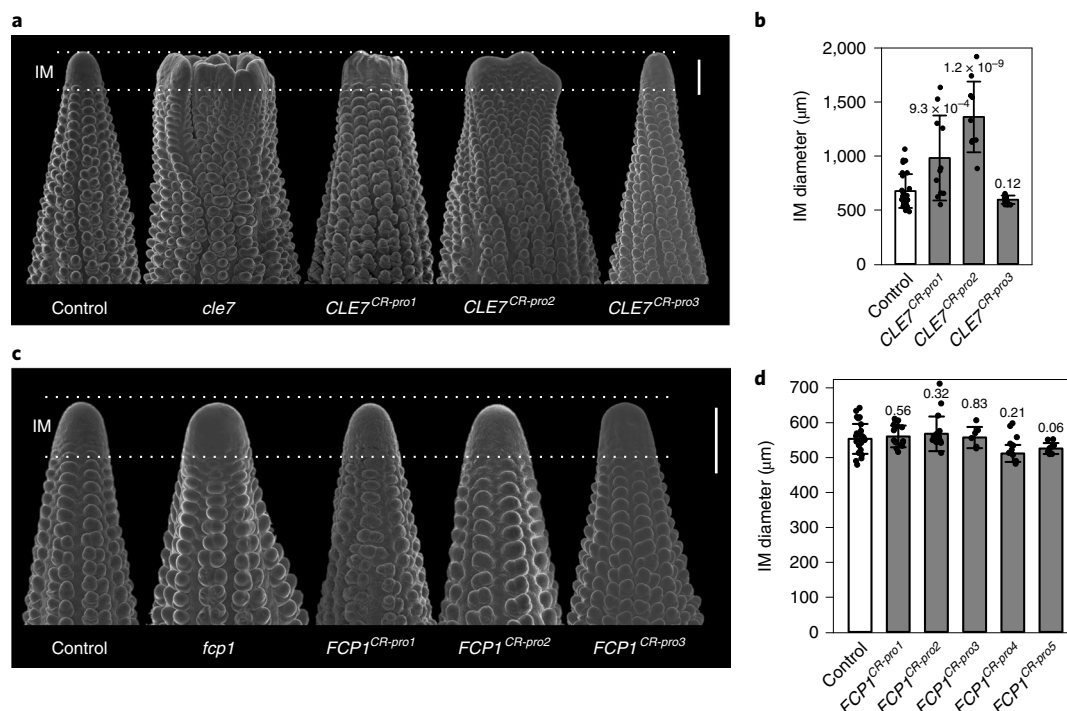 a
IM
Control
cle7
CLE7^CR-pro1
CLE7^CR-pro2
CLE7^CR-pro3
b
2,000
1,500
1,000
500
0
IM diameter (μm)
9.3 × 10⁻⁴
1.2 × 10⁻⁹
0.12
Control
CLE7^CR-pro1
CLE7^CR-pro2
CLE7^CR-pro3
c
IM
Control
fcp1
FCP1^CR-pro1
FCP1^CR-pro2
FCP1^CR-pro3
d
700
600
500
400
300
200
100
0
IM diameter (μm)
0.56
0.32
0.83
0.21
0.06
Control
FCP1^CR-pro1
FCP1^CR-pro2
FCP1^CR-pro3
FCP1^CR-pro4
FCP1^CR-pro5